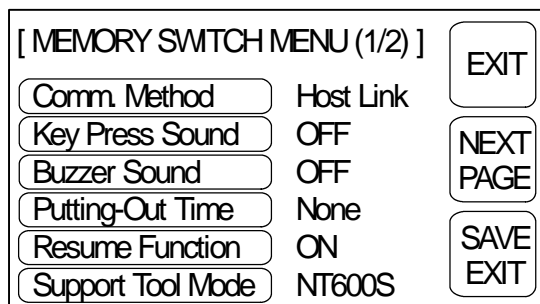 [ MEMORY SWITCH MENU (1/2) ]
EXIT
Comm. Method Host Link
Key Press Sound OFF
NEXT
PAGE
Buzzer Sound OFF
Putting-Out Time None
Resume Function ON
SAVE
EXIT
Support Tool Mode NT600S